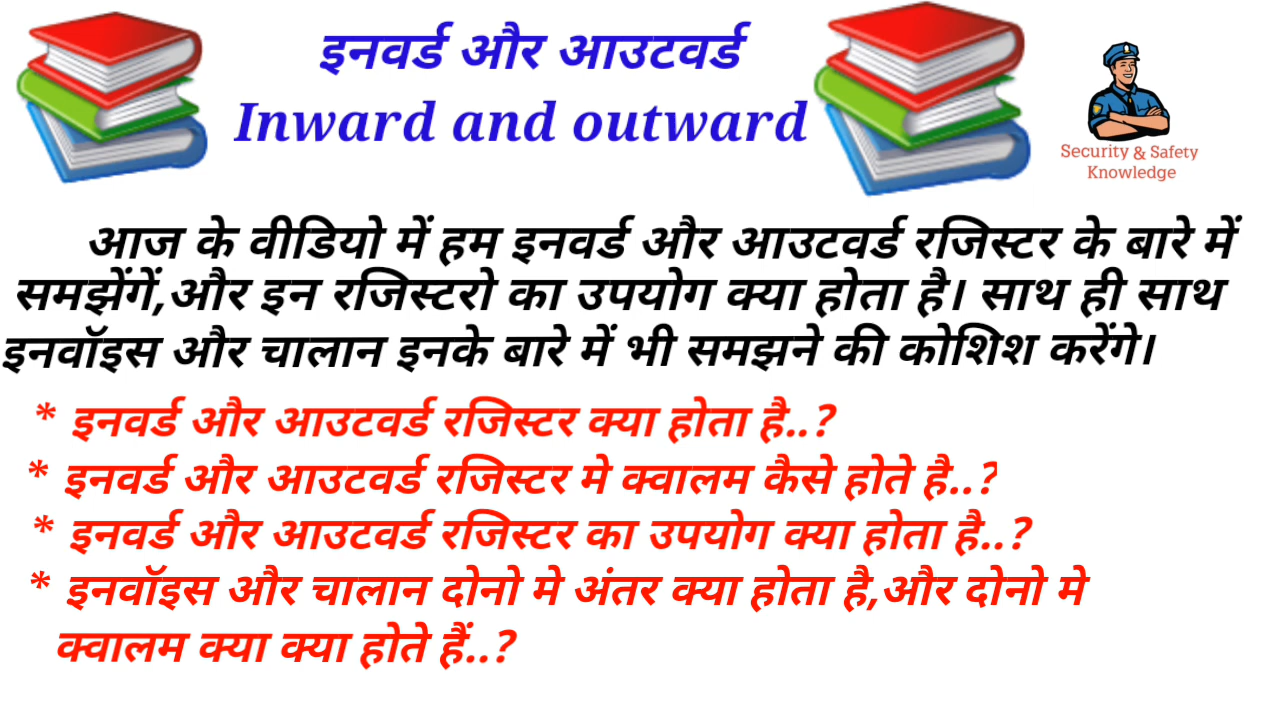 इनवर्ड और आउटवर्ड
Inward and outward
Security & Safety
Knowledge
आज के वीडियो में हम इनवर्ड और आउटवर्ड रजिस्टर के बारे में
समझेंगें,और इन रजिस्टरो का उपयोग क्या होता है। साथ ही साथ
इनवॉइस और चालान इनके बारे में भी समझने की कोशिश करेंगे।
* इनवर्ड और आउटवर्ड रजिस्टर क्या होता है..?
* इनवर्ड और आउटवर्ड रजिस्टर मे क्वालम कैसे होते है..?
* इनवर्ड और आउटवर्ड रजिस्टर का उपयोग क्या होता है..?
* इनवॉइस और चालान दोनो मे अंतर क्या होता है,और दोनो मे
क्वालम क्या क्या होते हैं..?